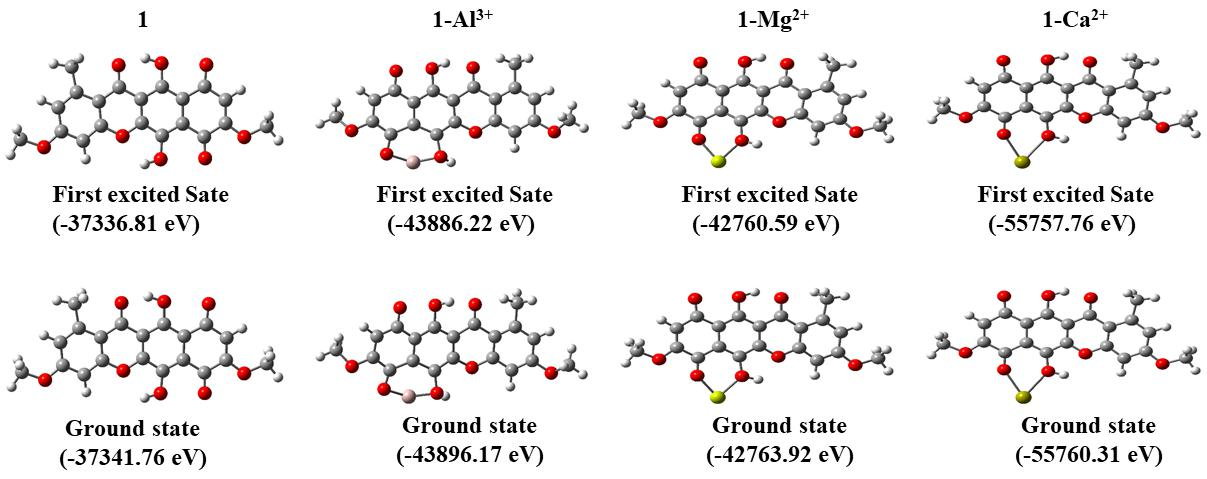 1 1-Al³⁺ 1-Mg²⁺ 1-Ca²⁺
First excited Sate First excited Sate First excited Sate First excited Sate
(-37336.81 eV) (-43886.22 eV) (-42760.59 eV) (-55757.76 eV)
Ground state Ground state Ground state Ground state
(-37341.76 eV) (-43896.17 eV) (-42763.92 eV) (-55760.31 eV)